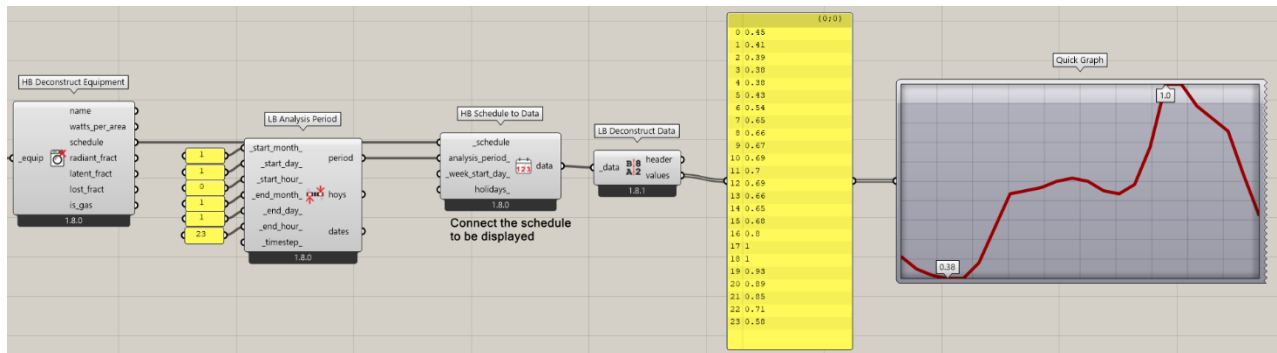 HB Deconstruct Equipment
name
watts_per_area
schedule
_equip
radiant_fract
latent_fract
lost_fract
is_gas
1.8.0
1
1
0
1
1
23
LB Analysis Period
_start_month_
_start_day_
_start_hour_
_end_month_
_end_day_
_end_hour_
_timestep_
period
hoys
dates
1.8.0
HB Schedule to Data
_schedule
analysis_period_
_week_start_day_
holidays_
123
data
1.8.0
Connect the schedule
to be displayed
LB Deconstruct Data
_data
header
values
1.8.1
{0;0}
0 0.45
1 0.41
2 0.39
3 0.38
4 0.38
5 0.43
6 0.54
7 0.65
8 0.66
9 0.67
10 0.69
11 0.7
12 0.69
13 0.66
14 0.65
15 0.68
16 0.8
17 1
18 1
19 0.93
20 0.89
21 0.85
22 0.71
23 0.58
Quick Graph
1.0
0.38